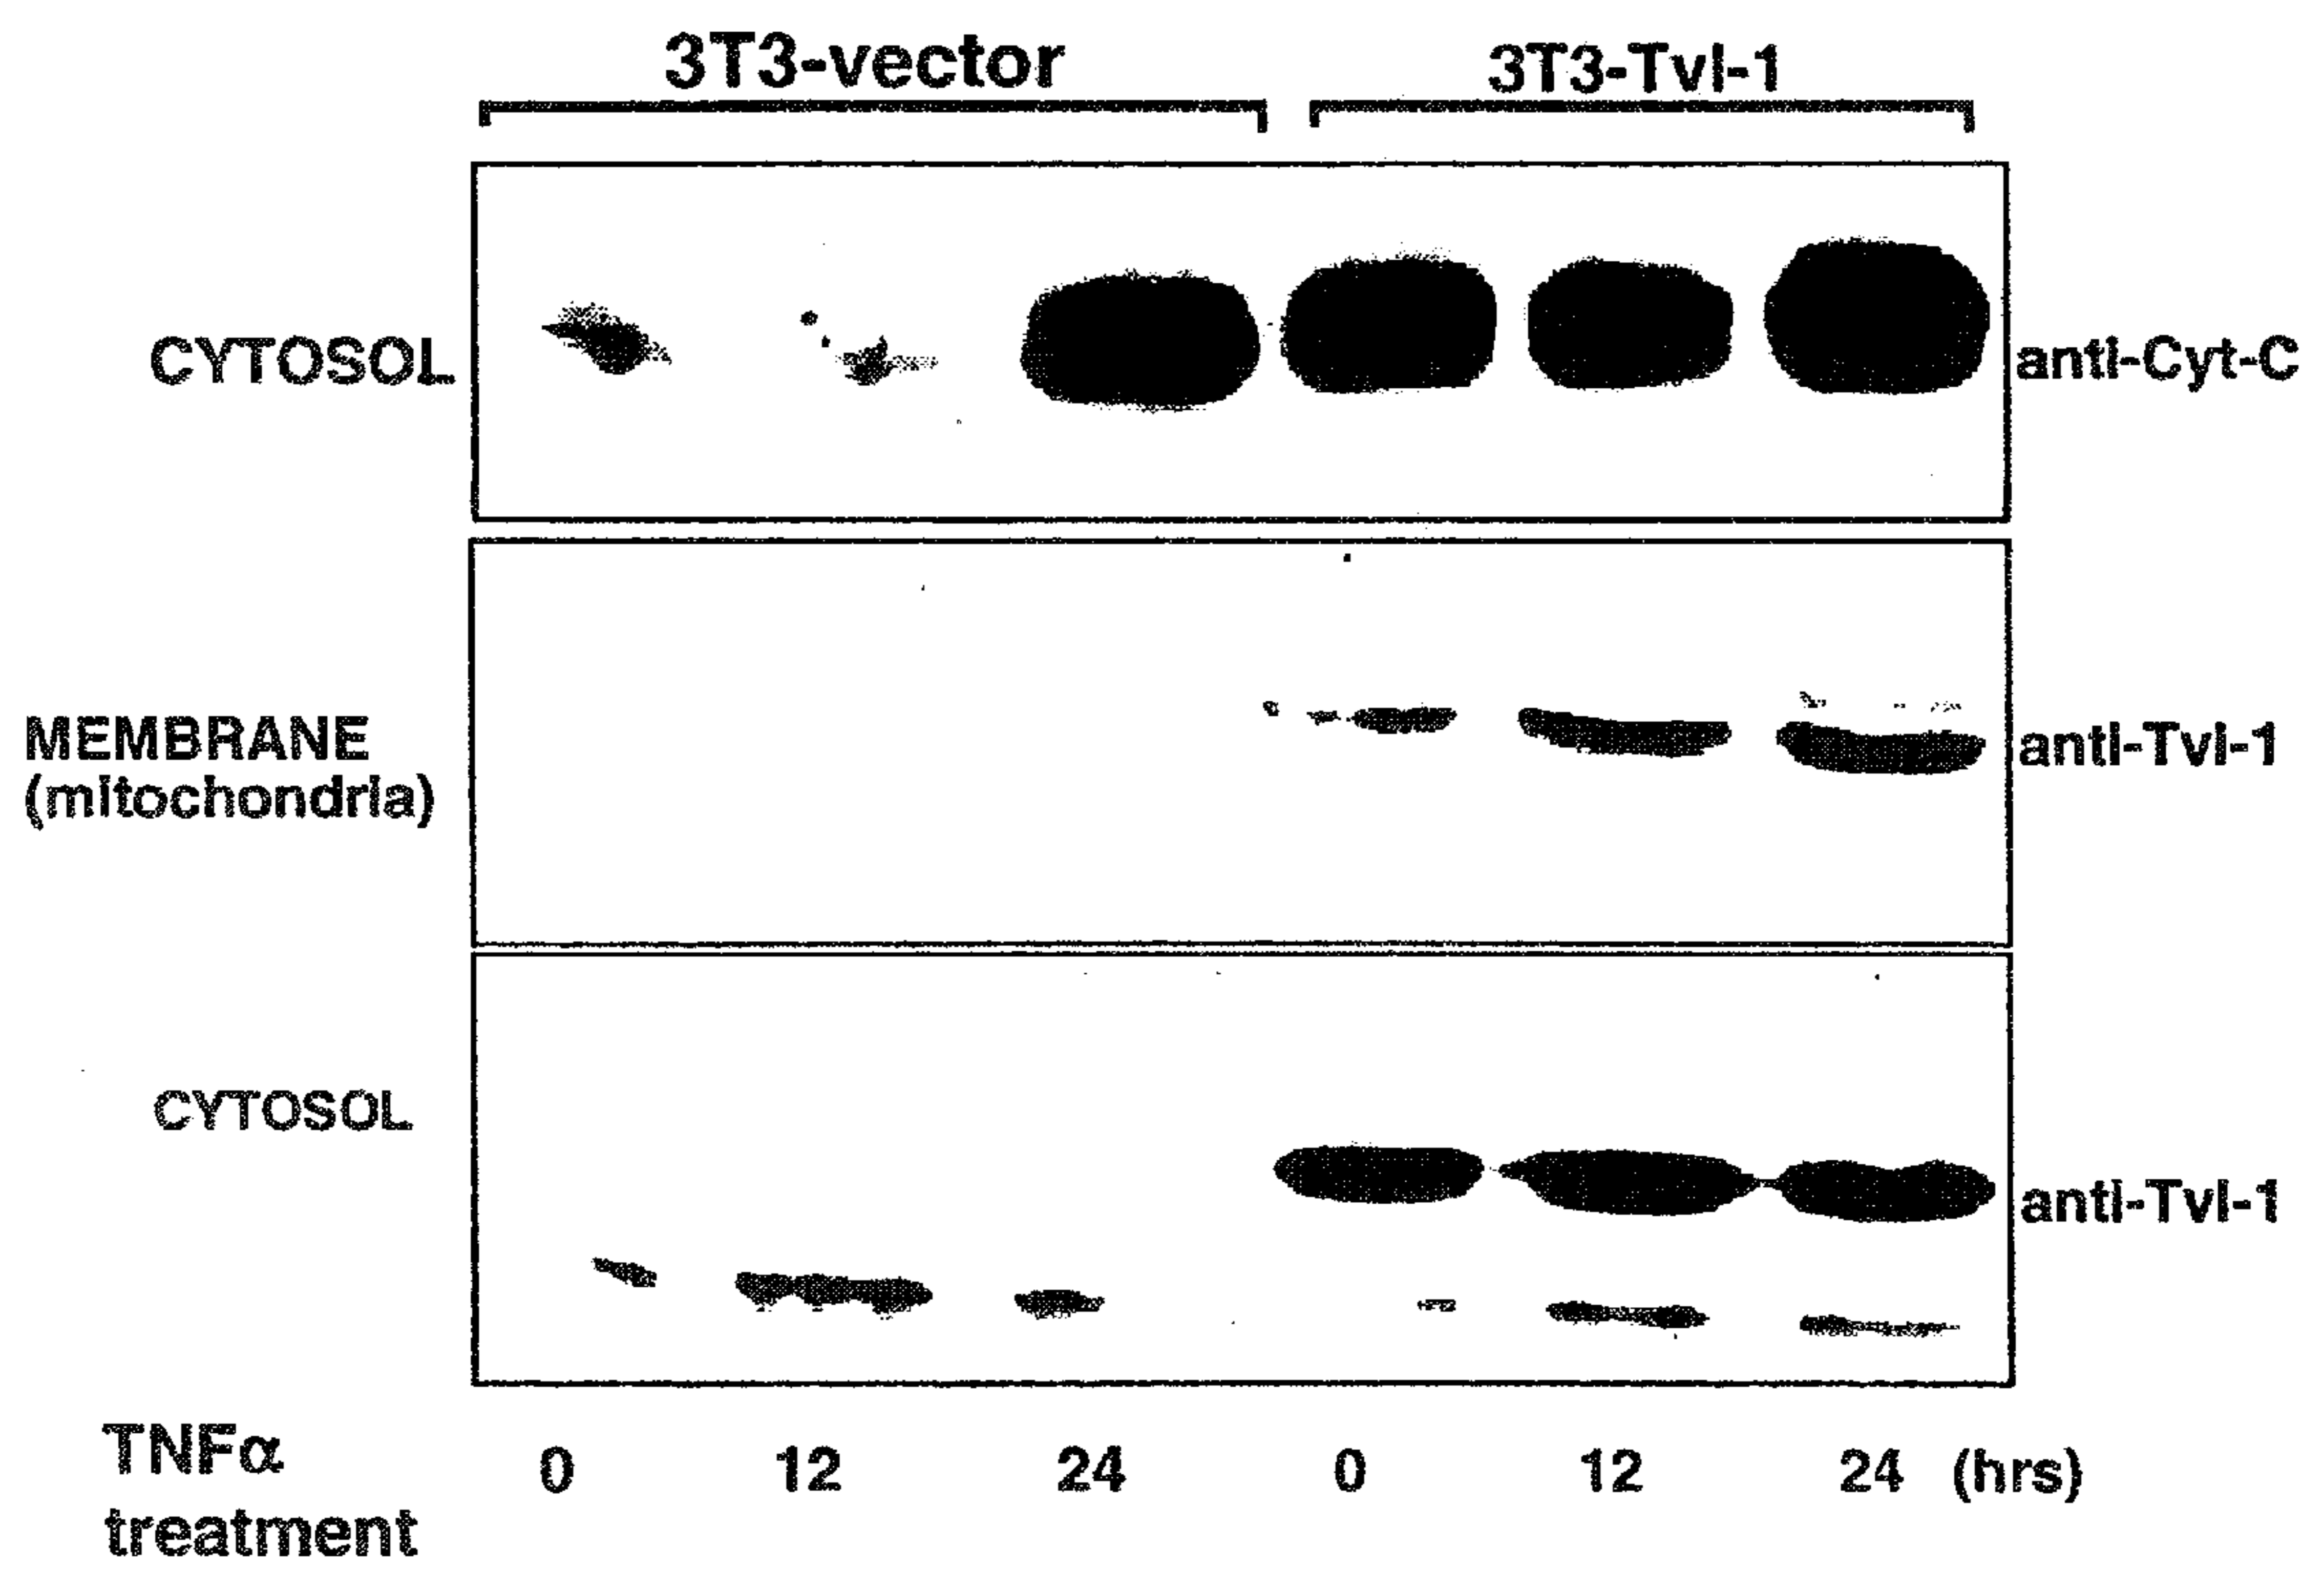 3T3-vector 3T3-Tvl-1
CYTOSOL anti-Cyt-C
MEMBRANE
(mitochondria) anti-Tvl-1
CYTOSOL
anti-Tvl-1
TNFα
treatment 0 12 24 0 12 24 (hrs)